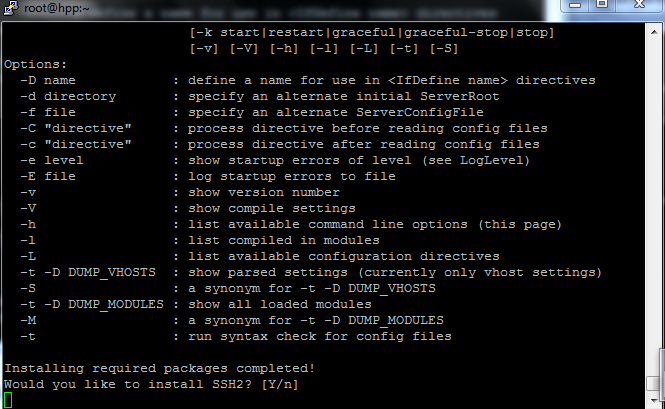 root@hpp:~
[-k start|restart|graceful|graceful-stop|stop]
[-v] [-V] [-h] [-l] [-L] [-t] [-S]
Options:
-D name : define a name for use in <IfDefine name> directives
-d directory : specify an alternate initial ServerRoot
-f file : specify an alternate ServerConfigFile
-C "directive" : process directive before reading config files
-c "directive" : process directive after reading config files
-e level : show startup errors of level (see LogLevel)
-E file : log startup errors to file
-v : show version number
-V : show compile settings
-h : list available command line options (this page)
-l : list compiled in modules
-L : list available configuration directives
-t -D DUMP_VHOSTS : show parsed settings (currently only vhost settings)
-S : a synonym for -t -D DUMP_VHOSTS
-t -D DUMP_MODULES : show all loaded modules
-M : a synonym for -t -D DUMP_MODULES
-t : run syntax check for config files
Installing required packages completed!
Would you like to install SSH2? [Y/n]